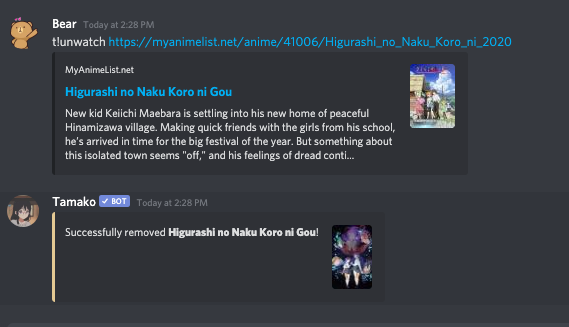 Bear Today at 2:28 PM
t!unwatch https://myanimelist.net/anime/41006/Higurashi_no_Naku_Koro_ni_2020
MyAnimeList.net
Higurashi no Naku Koro ni Gou
New kid Keiichi Maebara is settling into his new home of peaceful
Hinamizawa village. Making quick friends with the girls from his school,
he's arrived in time for the big festival of the year. But something about
this isolated town seems "off," and his feelings of dread conti...
Tamako ✓ BOT Today at 2:28 PM
Successfully removed Higurashi no Naku Koro ni Gou!